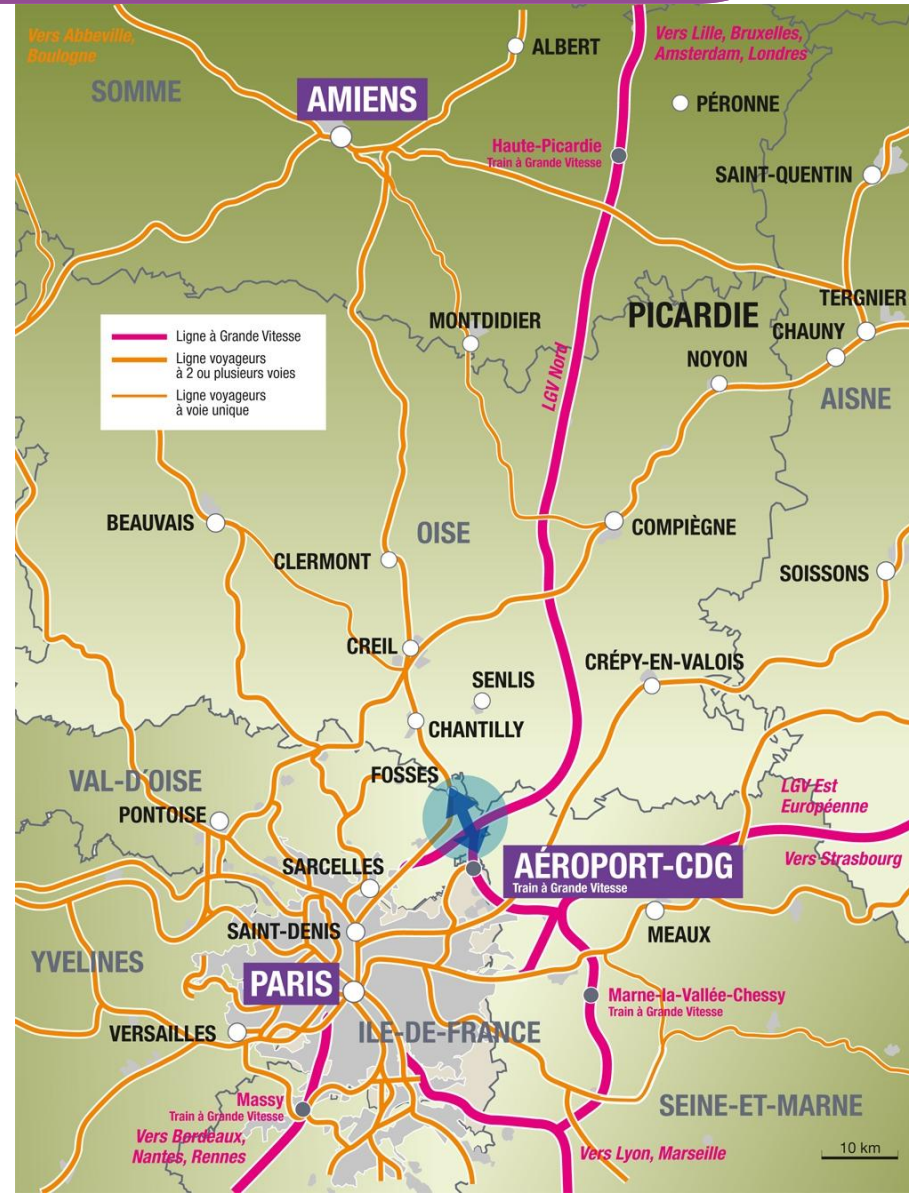 Vers Abbeville,
Boulogne
ALBERT
Vers Lille, Bruxelles,
Amsterdam, Londres
SOMME
AMIENS
PÉRONNE
Haute-Picardie
Train à Grande Vitesse
SAINT-QUENTIN
TERGNIER
MONTDIDIER
PICARDIE
CHAUNY
Ligne à Grande Vitesse
Ligne voyageurs
à 2 ou plusieurs voies
Ligne voyageurs
à voie unique
NOYON
LGV Nord
AISNE
BEAUVAIS
OISE
COMPIÈGNE
CLERMONT
SOISSONS
CREIL
CRÉPY-EN-VALOIS
SENLIS
CHANTILLY
FOSSES
VAL-D'OISE
LGV Est
Européenne
PONTOISE
Vers Strasbourg
SARCELLES
AÉROPORT-CDG
Train à Grande Vitesse
SAINT-DENIS
MEAUX
YVELINES
PARIS
Marne-la-Vallée-Chessy
Train à Grande Vitesse
VERSAILLES
ILE-DE-FRANCE
Massy
Train à Grande Vitesse
SEINE-ET-MARNE
Vers Bordeaux,
Nantes, Rennes
Vers Lyon, Marseille
10 km